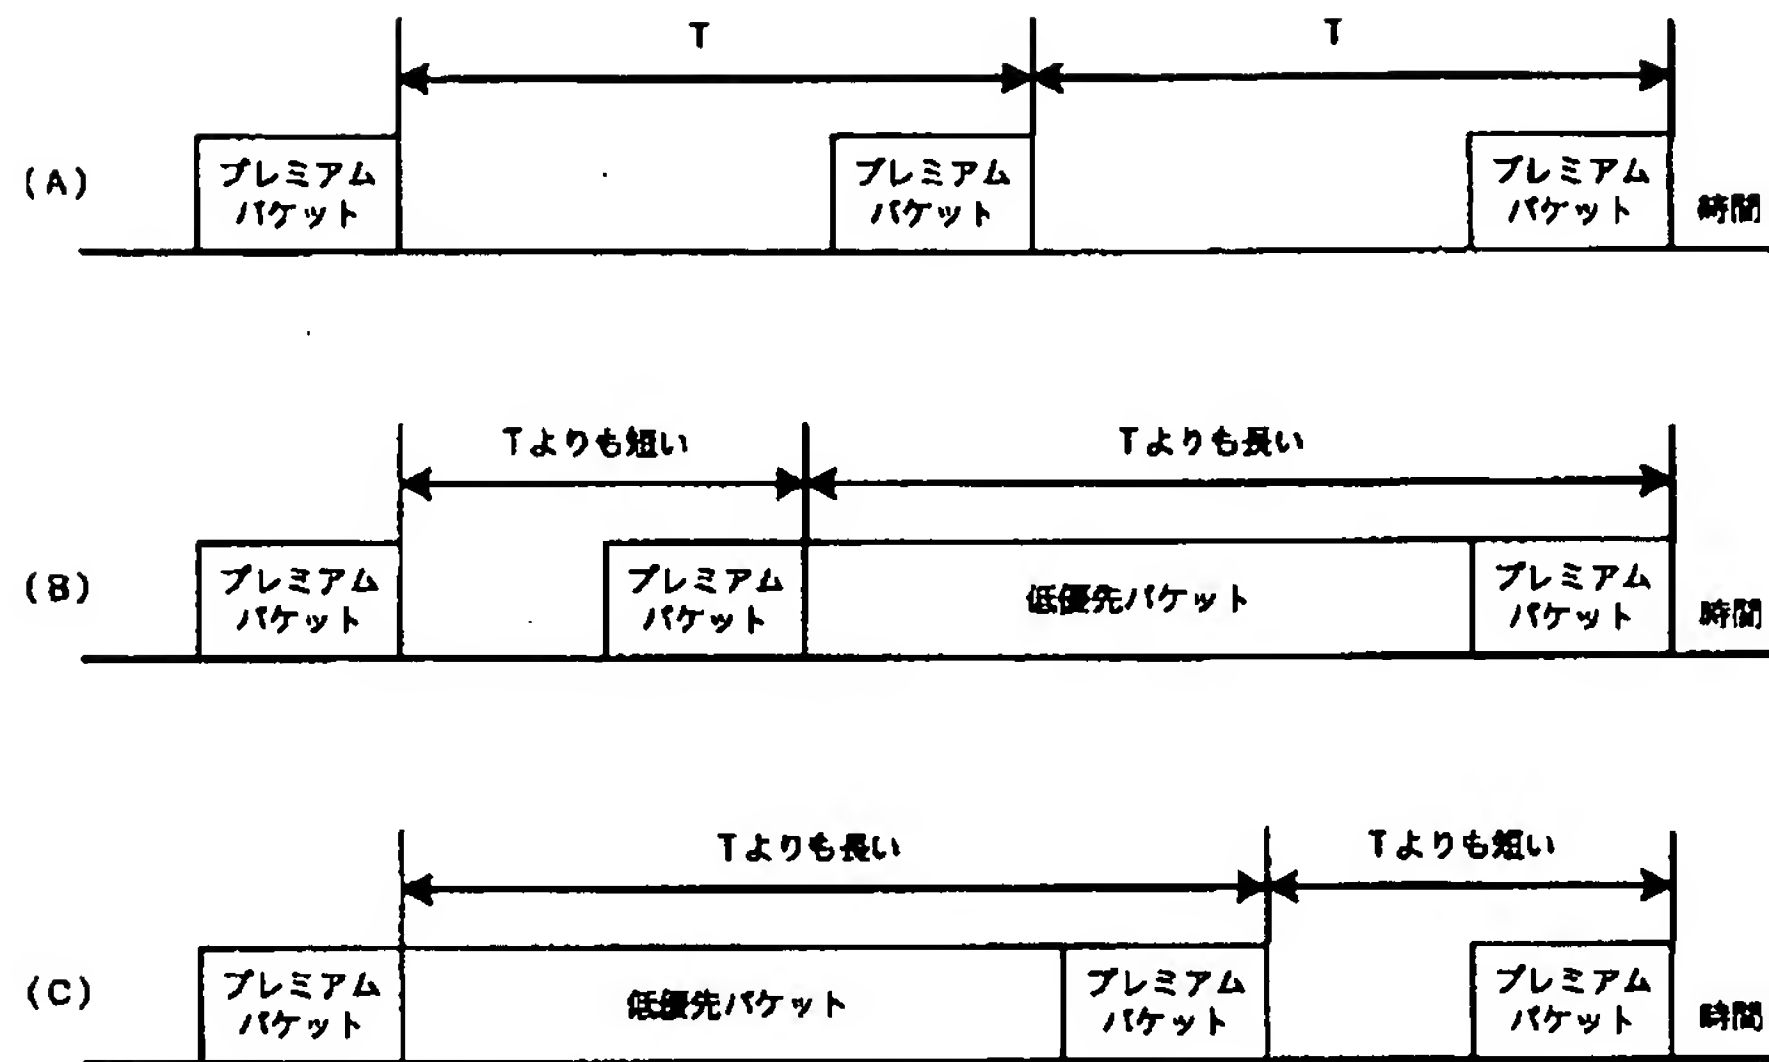 T
T
(A)
プレミアム
パケット
プレミアム
パケット
プレミアム
パケット
時間
Tよりも短い
Tよりも長い
(B)
プレミアム
パケット
プレミアム
パケット
低優先パケット
プレミアム
パケット
時間
Tよりも長い
Tよりも短い
(C)
プレミアム
パケット
低優先パケット
プレミアム
パケット
プレミアム
パケット
時間